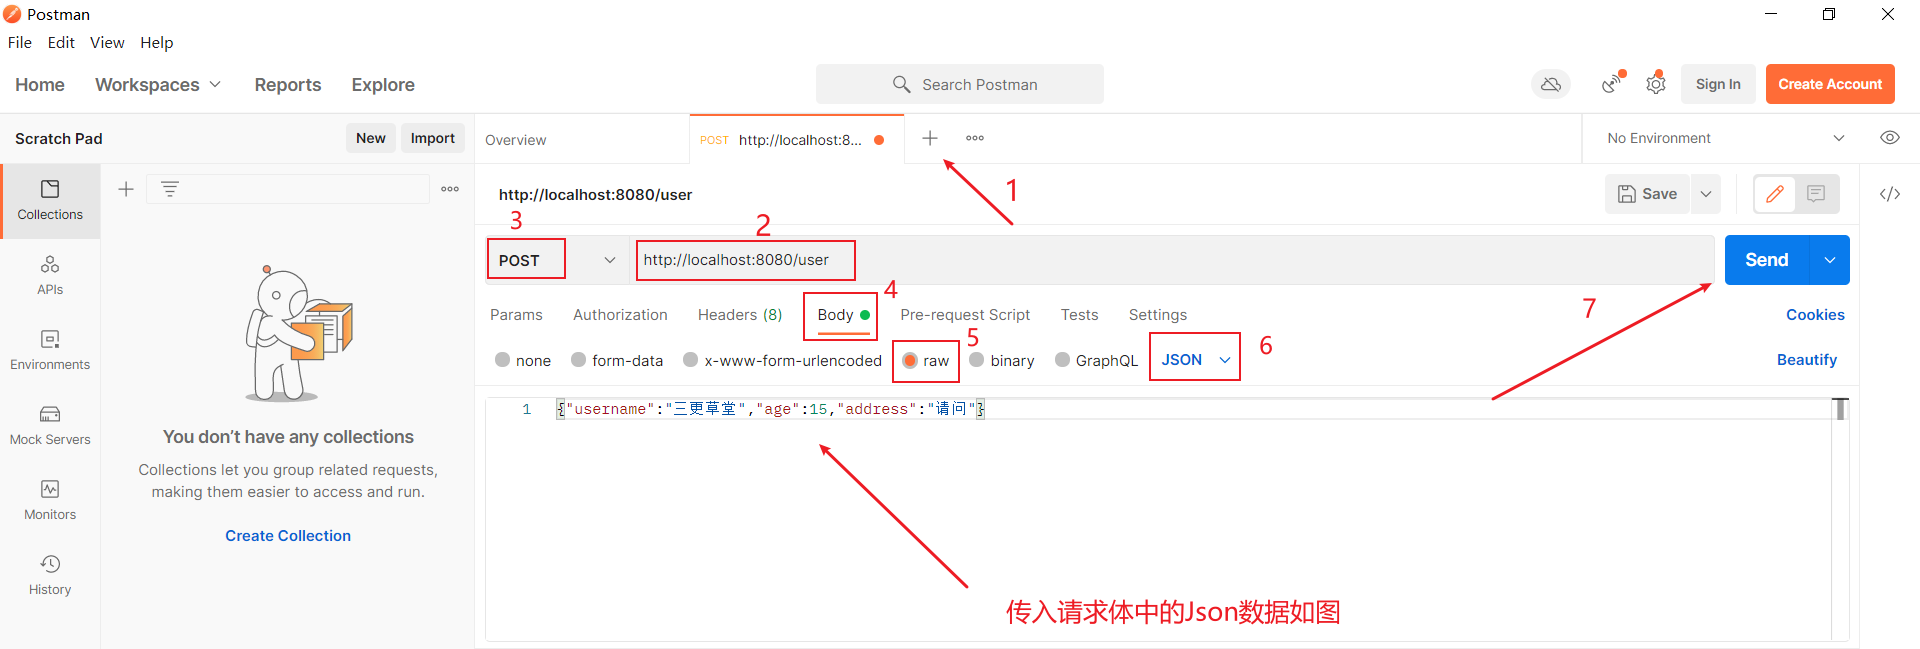 Postman
File Edit View Help
Home Workspaces Reports Explore Search Postman Sign In Create Account
Scratch Pad New Import Overview POST http://localhost:8... No Environment
1
http://localhost:8080/user Save
3 2
POST http://localhost:8080/user Send
4 7
Params Authorization Headers (8) Body Pre-request Script Tests Settings Cookies
5 6
none form-data x-www-form-urlencoded raw binary GraphQL JSON Beautify
1 {"username":"三更草堂","age":15,"address":"请问"}
传入请求体中的Json数据如图
Collections
APIs
Environments
Mock Servers
Monitors
History
You don't have any collections
Collections let you group related requests,
making them easier to access and run.
Create Collection